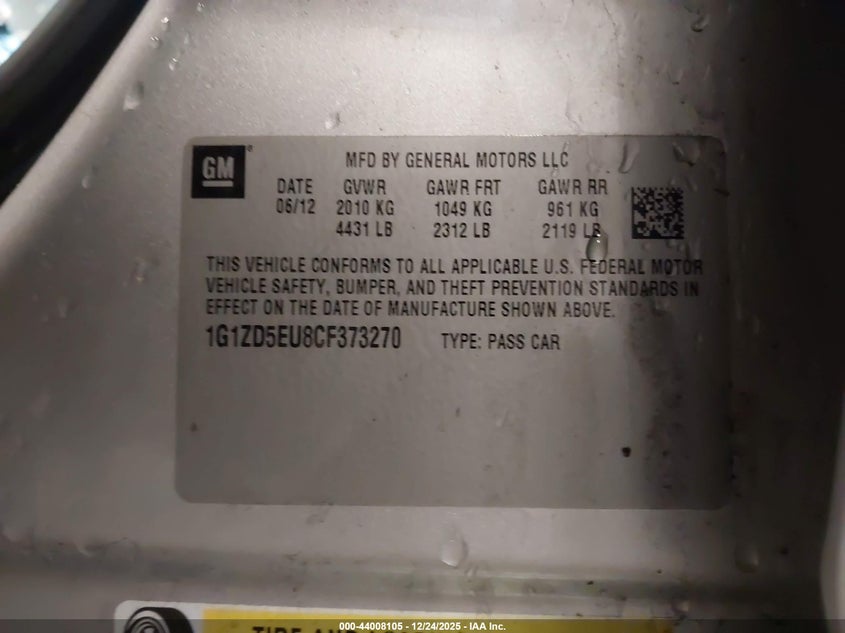 GM
MFD BY GENERAL MOTORS LLC
DATE GVWR GAWR FRT GAWR RR
06/12 2010 KG 1049 KG 961 KG
4431 LB 2312 LB 2119 LB
THIS VEHICLE CONFORMS TO ALL APPLICABLE U.S. FEDERAL MOTOR
VEHICLE SAFETY, BUMPER, AND THEFT PREVENTION STANDARDS IN
EFFECT ON THE DATE OF MANUFACTURE SHOWN ABOVE.
1G1ZD5EU8CF373270 TYPE: PASS CAR
TIRE AND
000-44008105 - 12/24/2025 - IAA Inc.